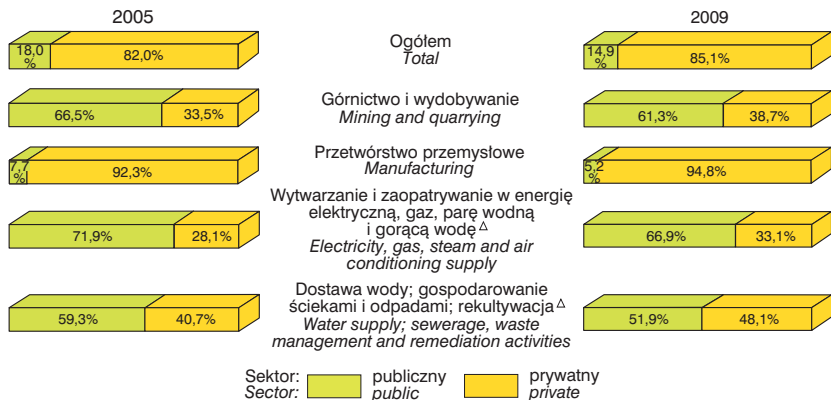 2005
2009
18,0
%
82,0%
Ogółem
Total
14,9
%
85,1%
66,5%
33,5%
Górnictwo i wydobywanie
Mining and quarrying
61,3%
38,7%
7,7
%
92,3%
Przetwórstwo przemysłowe
Manufacturing
5,2
%
94,8%
71,9%
28,1%
Wytwarzanie i zaopatrywanie w energię
elektryczną, gaz, parę wodną
i gorącą wodę Δ
Electricity, gas, steam and air
conditioning supply
66,9%
33,1%
59,3%
40,7%
Dostawa wody; gospodarowanie
ściekami i odpadami; rekultywacja Δ
Water supply; sewerage, waste
management and remediation activities
51,9%
48,1%
Sektor: publiczny prywatny
Sector: public private